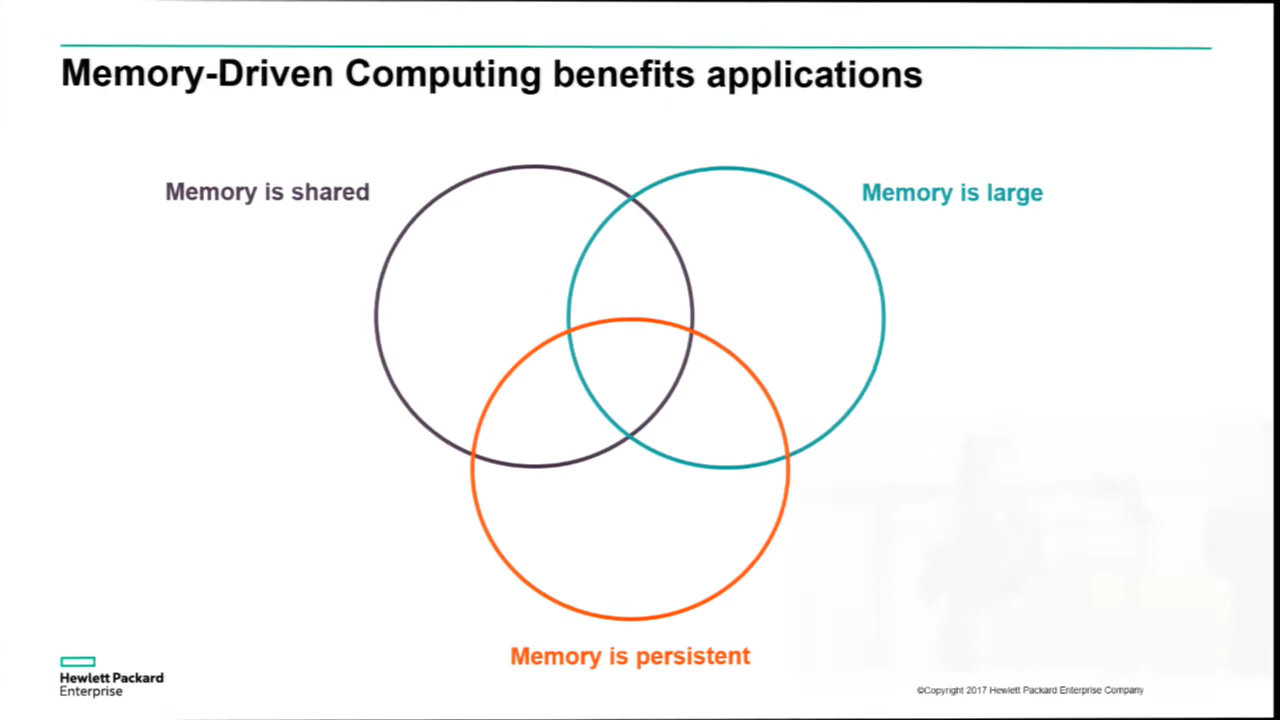 Memory-Driven Computing benefits applications
Memory is shared
Memory is large
Memory is persistent
Hewlett Packard
Enterprise
©Copyright 2017 Hewlett Packard Enterprise Company